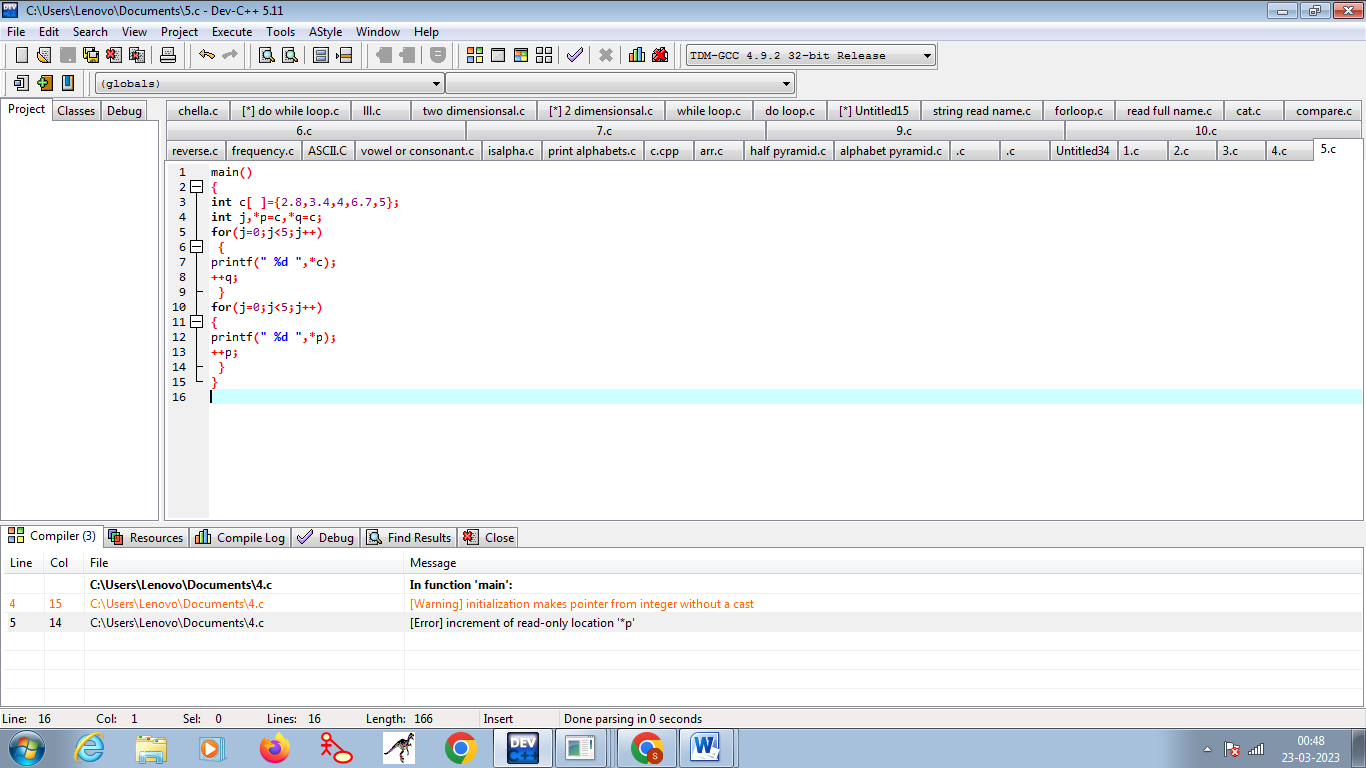 C:\Users\Lenovo\Documents\5.c - Dev-C++ 5.11
File Edit Search View Project Execute Tools AStyle Window Help
TDM-GCC 4.9.2 32-bit Release
(globals)
Project Classes Debug
chella.c [*] do while loop.c lll.c two dimensionsal.c [*] 2 dimensionsal.c while loop.c do loop.c [*] Untitled15 string read name.c forloop.c read full name.c cat.c compare.c
6.c 7.c 9.c 10.c
reverse.c frequency.c ASCII.C vowel or consonant.c isalpha.c print alphabets.c c.cpp arr.c half pyramid.c alphabet pyramid.c .c .c Untitled34 1.c 2.c 3.c 4.c 5.c
1 main()
2 {
3 int c[ ]={2.8,3.4,4,6.7,5};
4 int j,*p=c,*q=c;
5 for(j=0;j<5;j++)
6 {
7 printf(" %d ",*c);
8 ++q;
9 }
10 for(j=0;j<5;j++)
11 {
12 printf(" %d ",*p);
13 ++p;
14 }
15 }
16
Compiler (3) Resources Compile Log Debug Find Results Close
Line Col File Message
C:\Users\Lenovo\Documents\4.c In function 'main':
4 15 C:\Users\Lenovo\Documents\4.c [Warning] initialization makes pointer from integer without a cast
5 14 C:\Users\Lenovo\Documents\4.c [Error] increment of read-only location '*p'
Line: 16 Col: 1 Sel: 0 Lines: 16 Length: 166 Insert Done parsing in 0 seconds
DEV C++ S W
00:48
23-03-2023